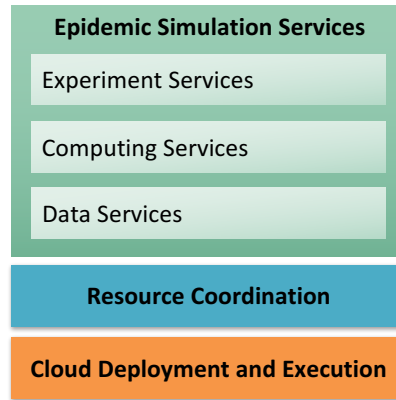 Epidemic Simulation Services
Experiment Services
Computing Services
Data Services
Resource Coordination
Cloud Deployment and Execution